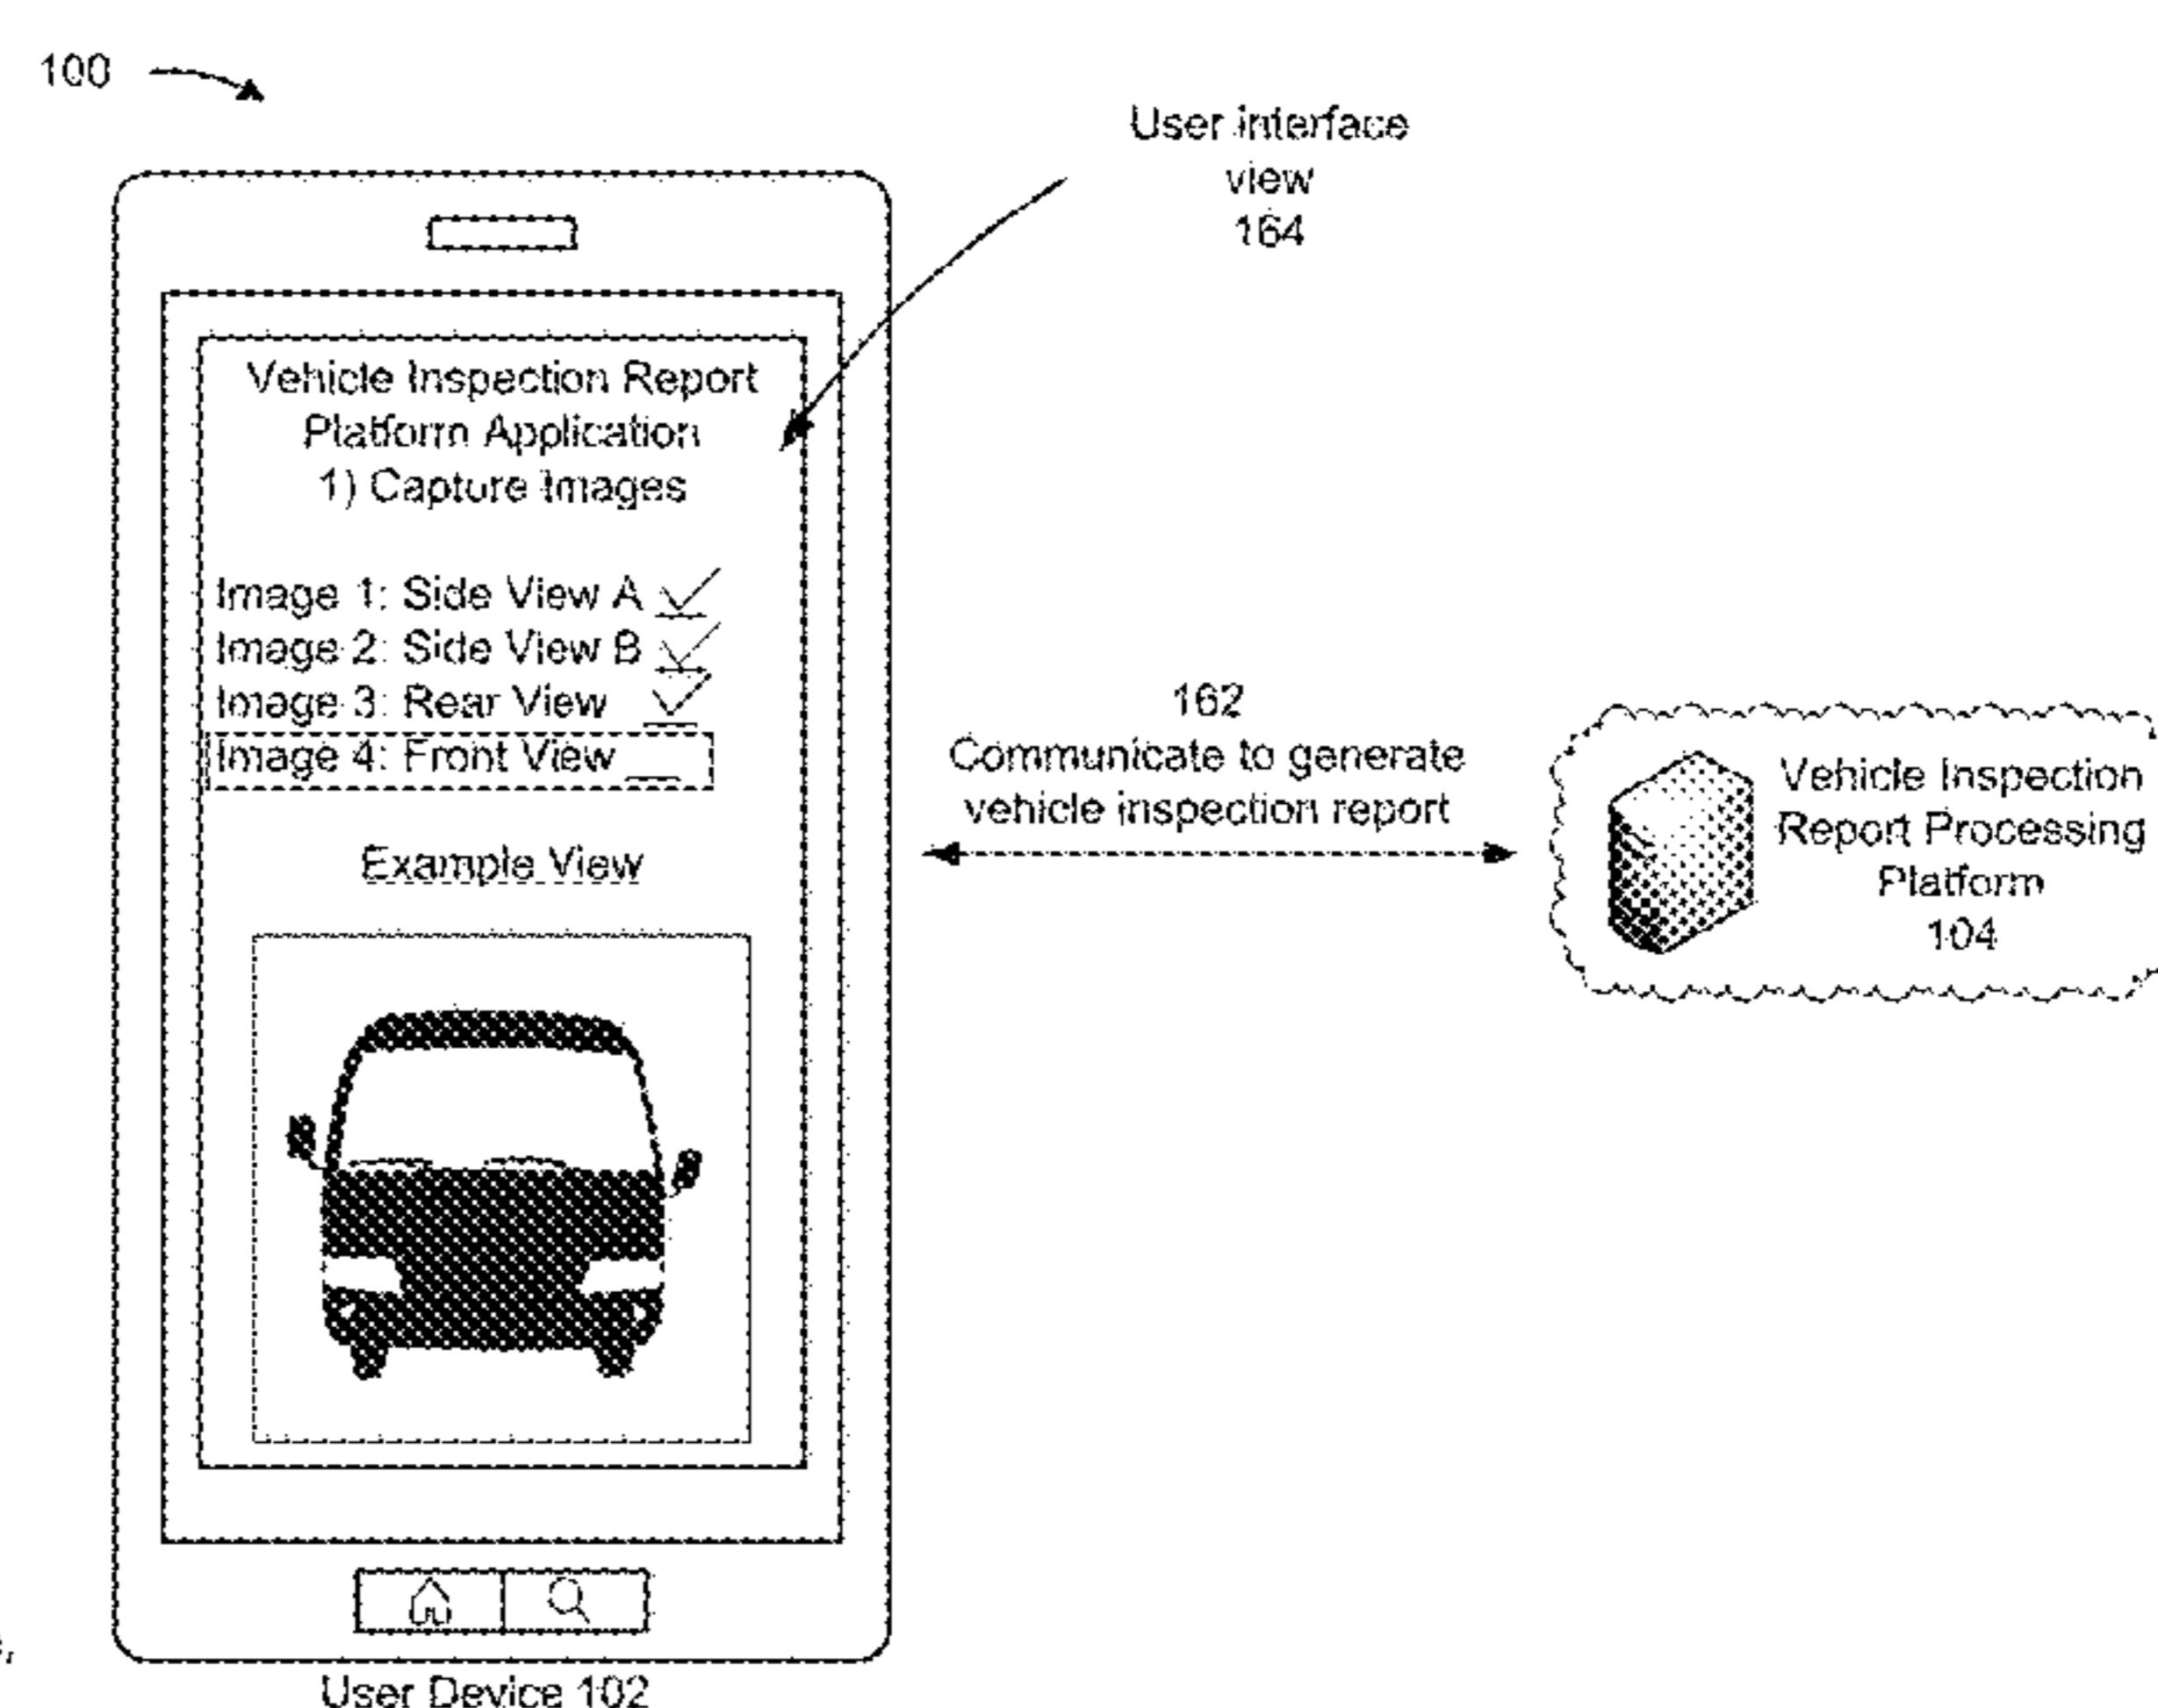 100
User interface
view
164
Vehicle Inspection Report
Platform Application
1) Capture Images
Image 1: Side View A
Image 2: Side View B
Image 3: Rear View
Image 4: Front View
Example View
162
Communicate to generate
vehicle inspection report
Vehicle Inspection
Report Processing
Platform
104
User Device 102